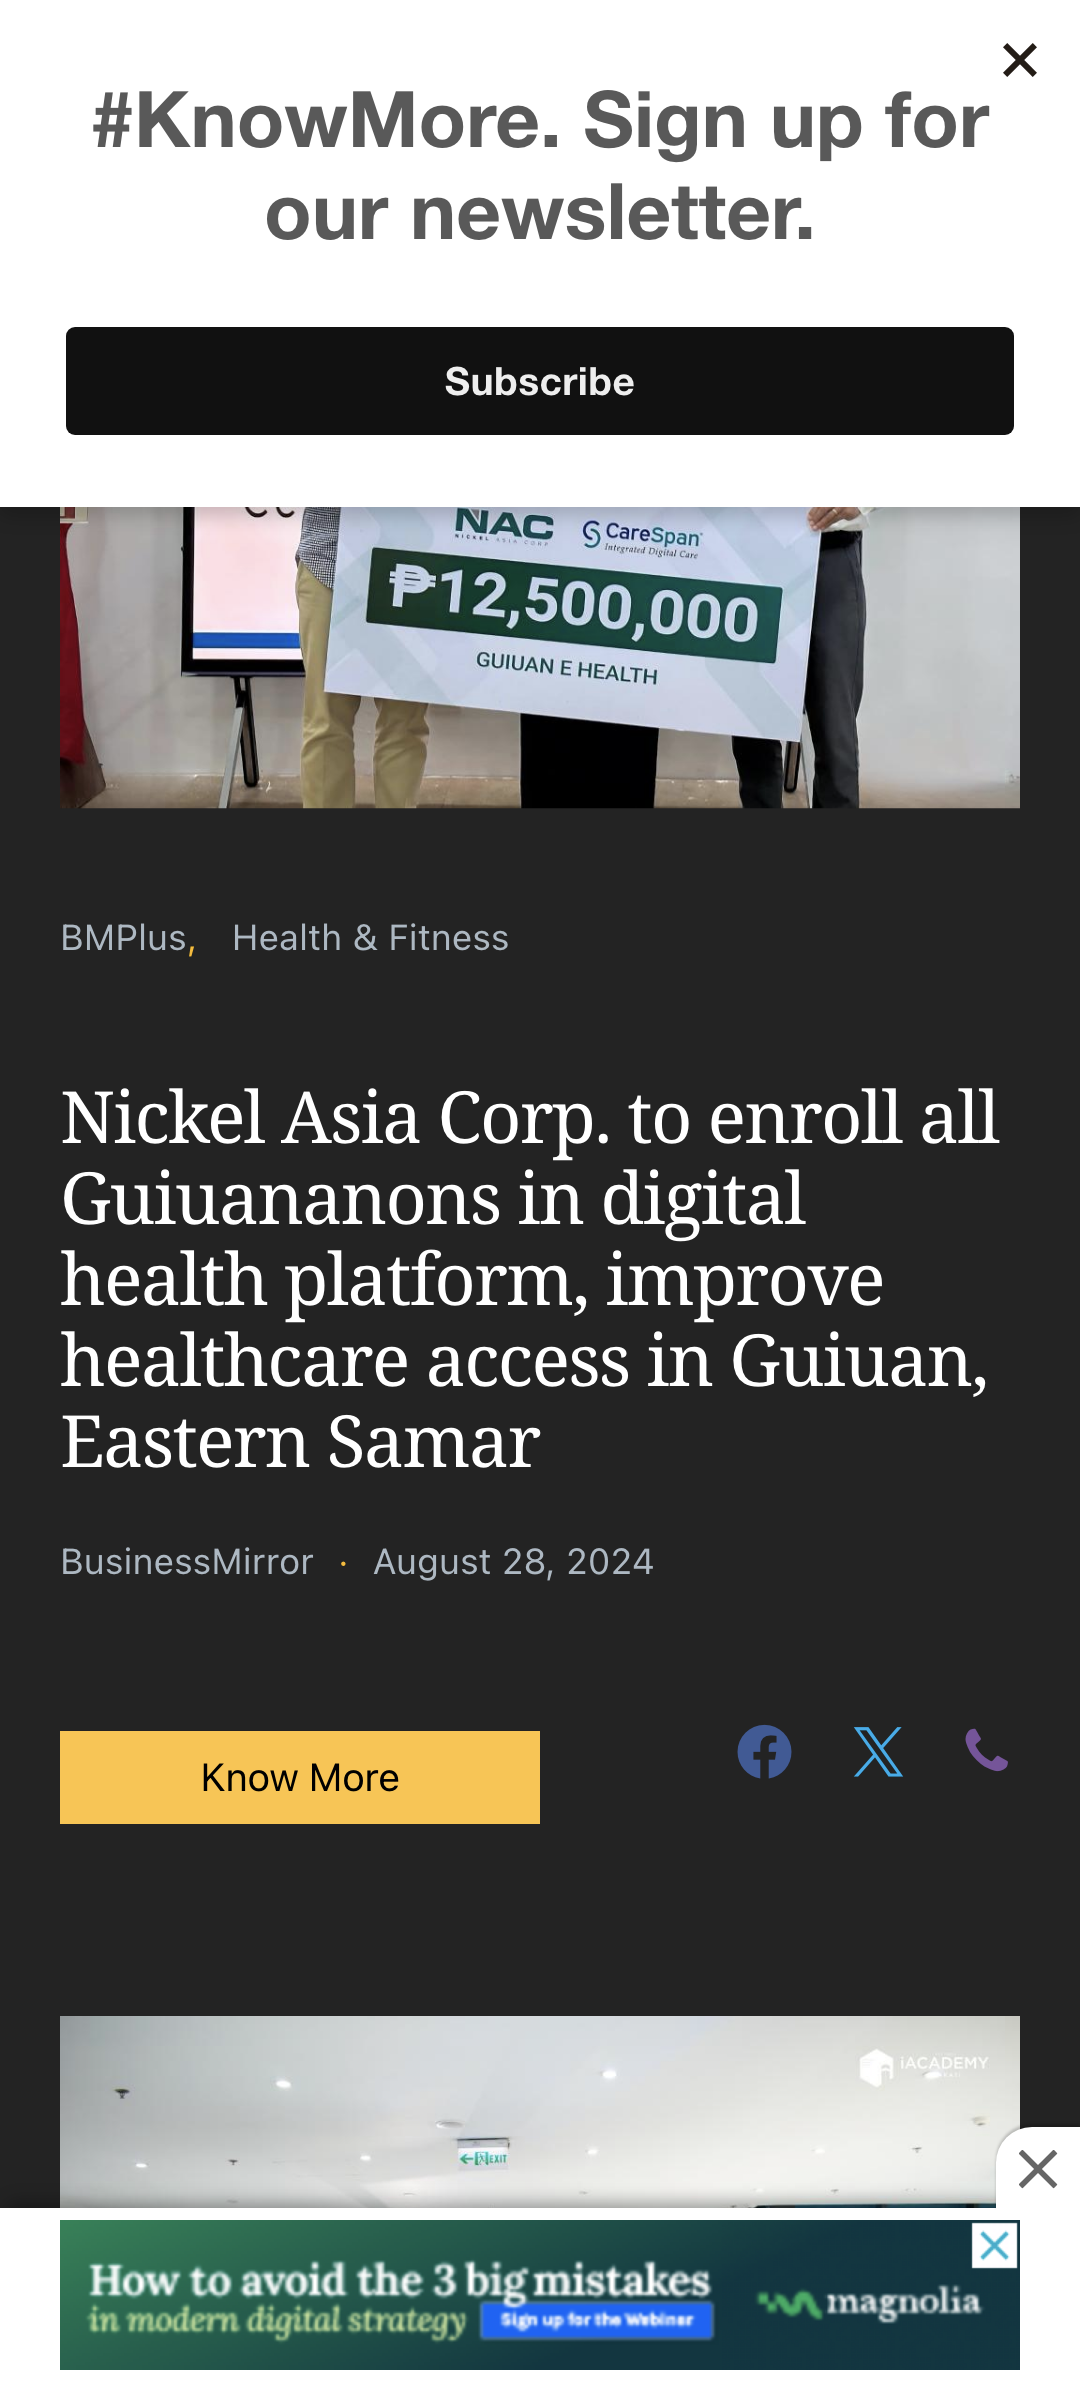 #KnowMore. Sign up for
our newsletter.
Subscribe
NAC
NICKEL ASIA CORP
CareSpan
Integrated Digital Care
₱12,500,000
GUIUAN E HEALTH
BMPlus, Health & Fitness
Nickel Asia Corp. to enroll all
Guiuananons in digital
health platform, improve
healthcare access in Guiuan,
Eastern Samar
BusinessMirror · August 28, 2024
Know More
iACADEMY
EXIT
How to avoid the 3 big mistakes
in modern digital strategy
Sign up for the Webinar
magnolia